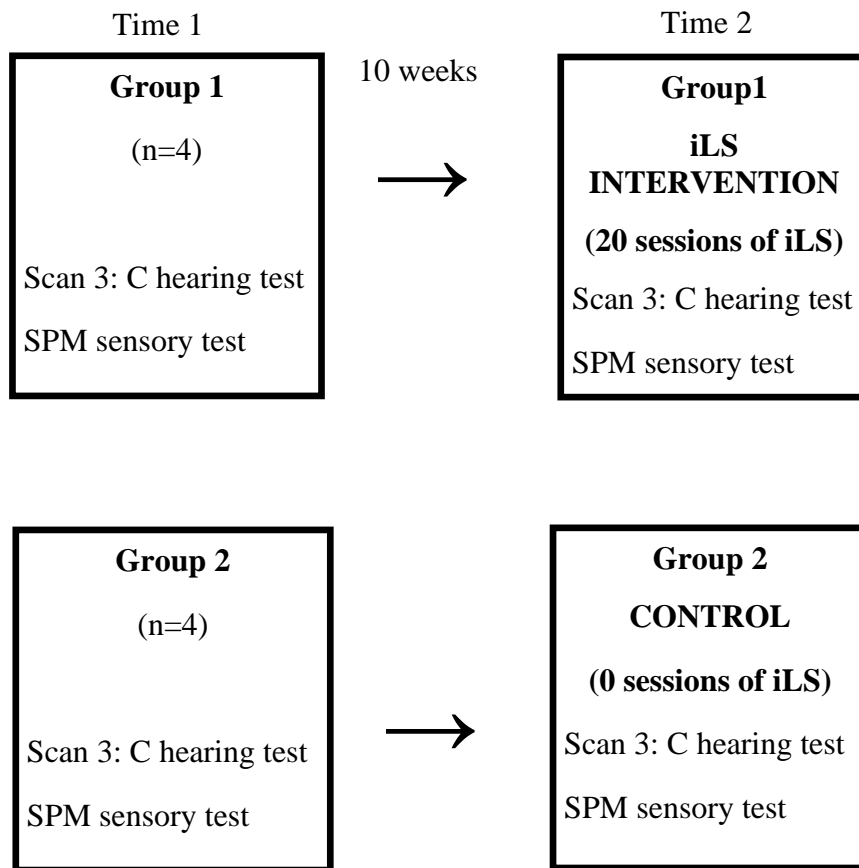 Time 1
Time 2
10 weeks
Group 1
(n=4)
Scan 3: C hearing test
SPM sensory test
Group1
iLS
INTERVENTION
(20 sessions of iLS)
Scan 3: C hearing test
SPM sensory test
Group 2
(n=4)
Scan 3: C hearing test
SPM sensory test
Group 2
CONTROL
(0 sessions of iLS)
Scan 3: C hearing test
SPM sensory test